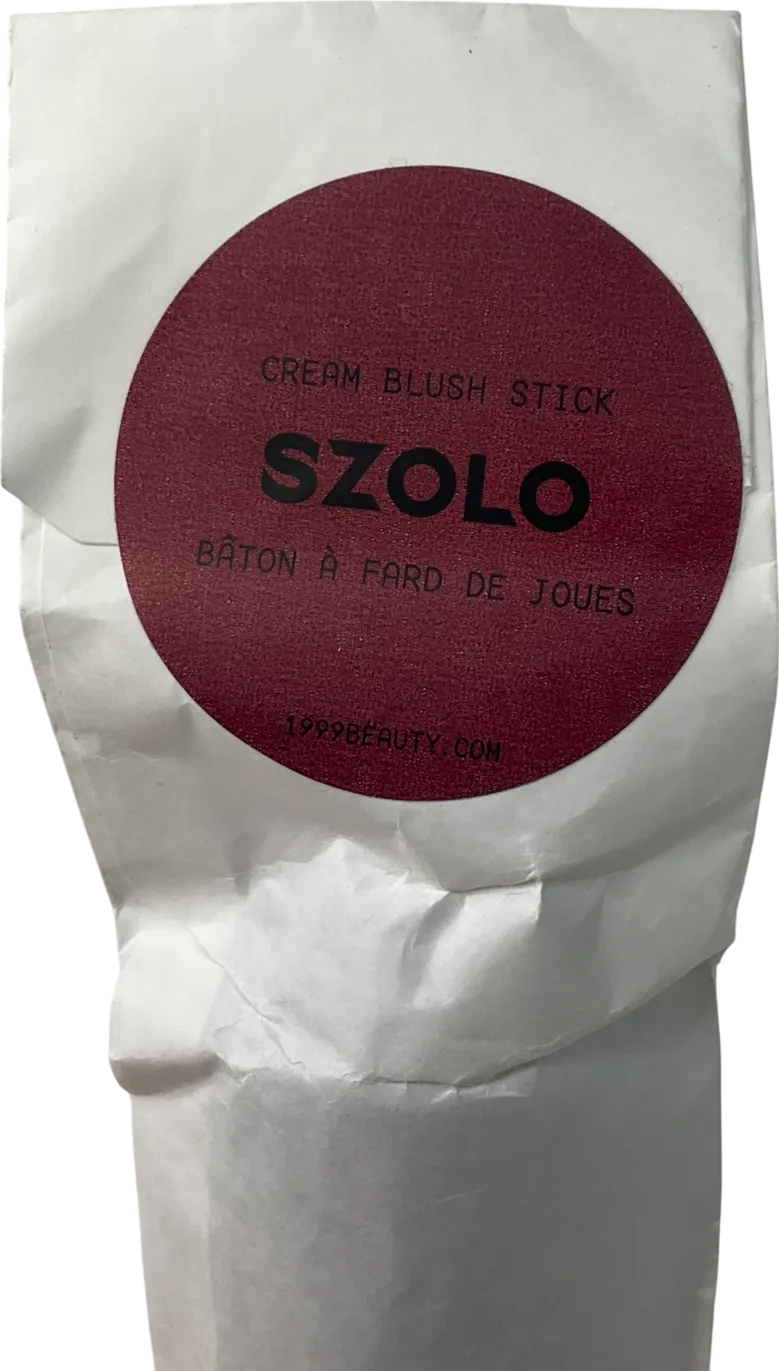 CREAM BLUSH STICK
SZOLO
BÂTON À FARD DE JOUES
1999BEAUTY.COM